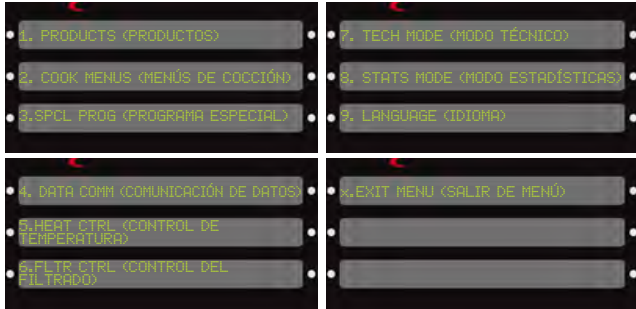 1. PRODUCTS (PRODUCTOS)
2. COOK MENUS (MENÚS DE COCCIÓN)
3.SPCL PROG (PROGRAMA ESPECIAL)
4. DATA COMM (COMUNICACIÓN DE DATOS)
5.HEAT CTRL (CONTROL DE
TEMPERATURA)
6.FLTR CTRL (CONTROL DEL
FILTRADO)
7. TECH MODE (MODO TÉCNICO)
8. STATS MODE (MODO ESTADÍSTICAS)
9. LANGUAGE (IDIOMA)
x.EXIT MENU (SALIR DE MENÚ)